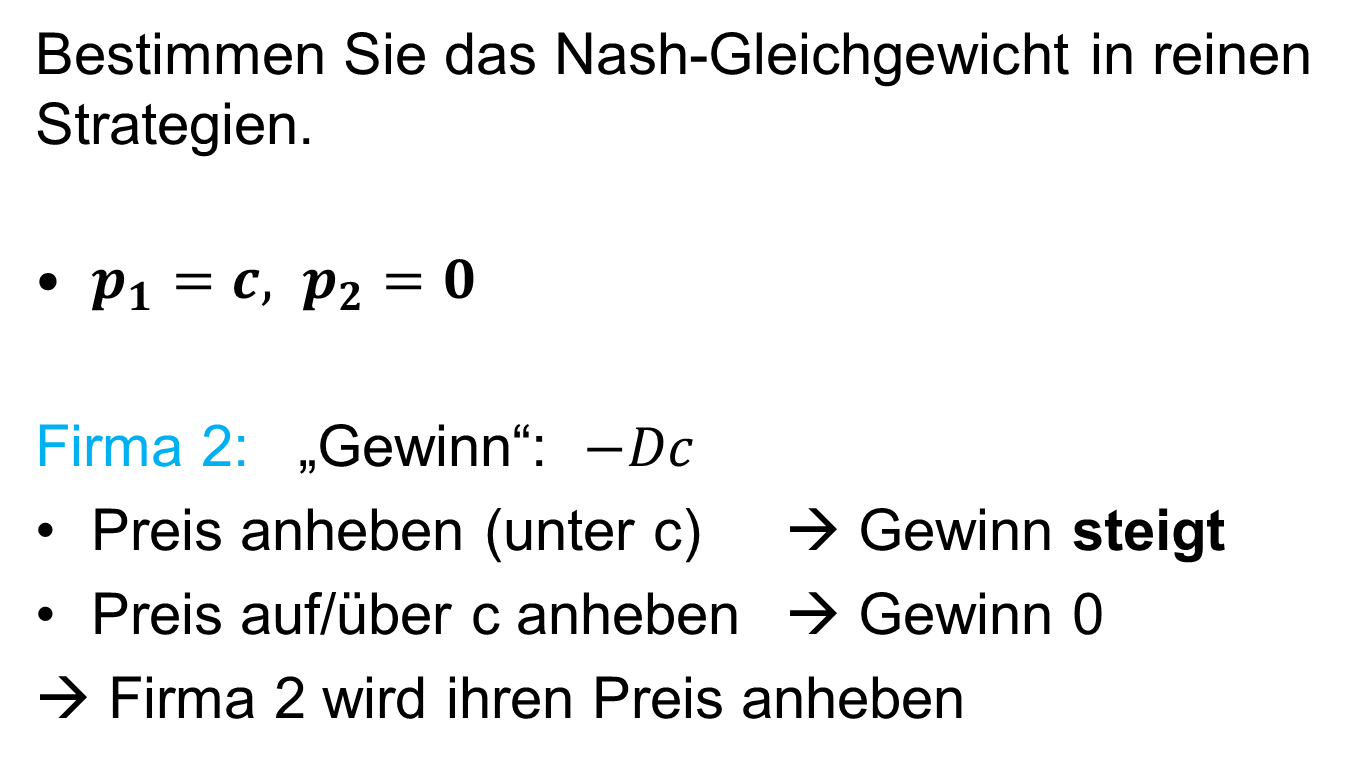 Bestimmen Sie das Nash-Gleichgewicht in reinen
Strategien.
• p₁ = c, p₂ = 0
Firma 2: „Gewinn“: −Dc
• Preis anheben (unter c) → Gewinn steigt
• Preis auf/über c anheben → Gewinn 0
→ Firma 2 wird ihren Preis anheben